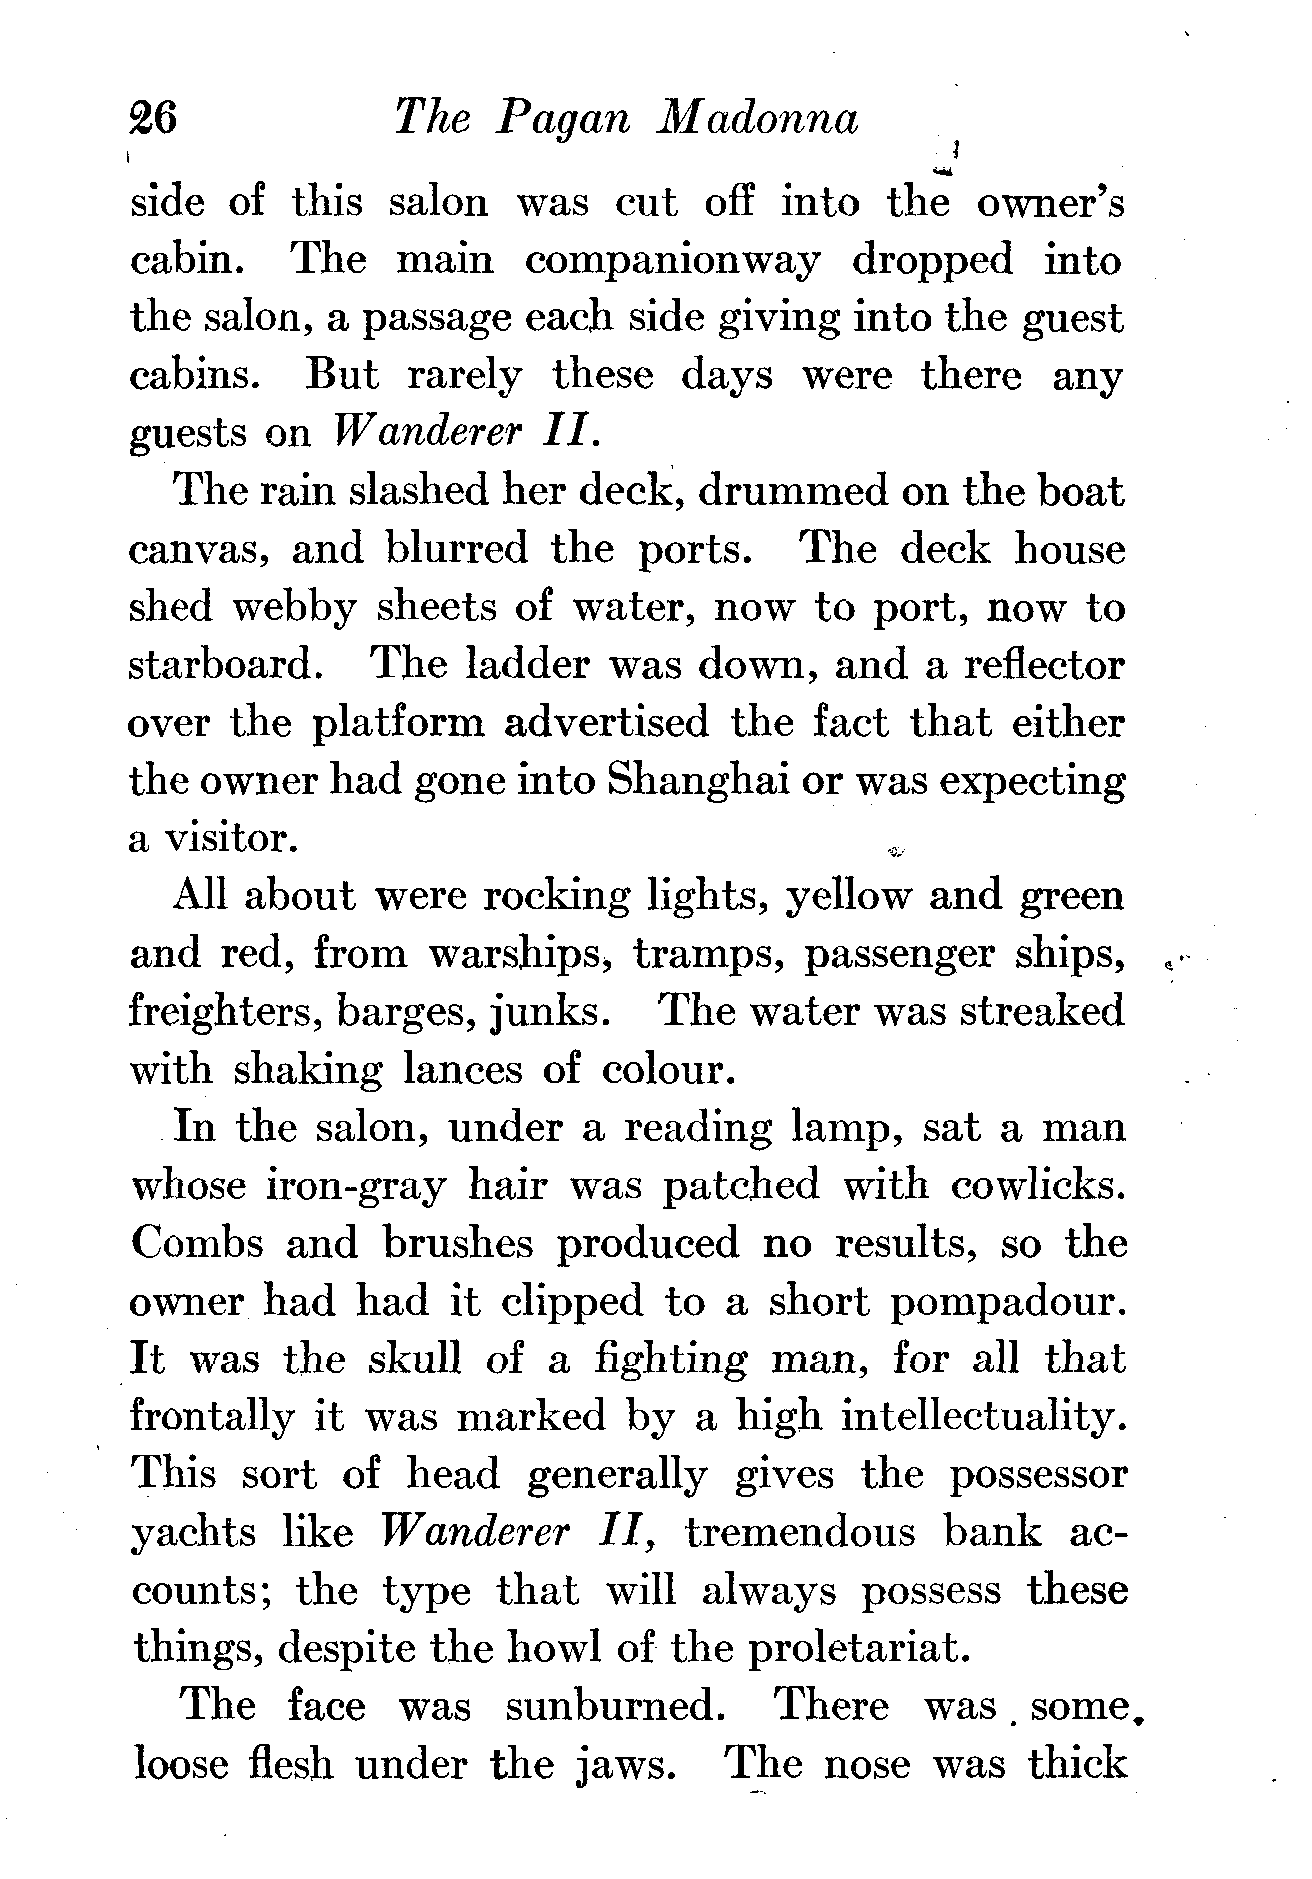 26 The Pagan Madonna
side of this salon was cut off into the owner's
cabin. The main companionway dropped into
the salon, a passage each side giving into the guest
cabins. But rarely these days were there any
guests on Wanderer II.
The rain slashed her deck, drummed on the boat
canvas, and blurred the ports. The deck house
shed webby sheets of water, now to port, now to
starboard. The ladder was down, and a reflector
over the platform advertised the fact that either
the owner had gone into Shanghai or was expecting
a visitor.
All about were rocking lights, yellow and green
and red, from warships, tramps, passenger ships,
freighters, barges, junks. The water was streaked
with shaking lances of colour.
In the salon, under a reading lamp, sat a man
whose iron-gray hair was patched with cowlicks.
Combs and brushes produced no results, so the
owner had had it clipped to a short pompadour.
It was the skull of a fighting man, for all that
frontally it was marked by a high intellectuality.
This sort of head generally gives the possessor
yachts like Wanderer II, tremendous bank ac-
counts; the type that will always possess these
things, despite the howl of the proletariat.
The face was sunburned. There was some
loose flesh under the jaws. The nose was thick